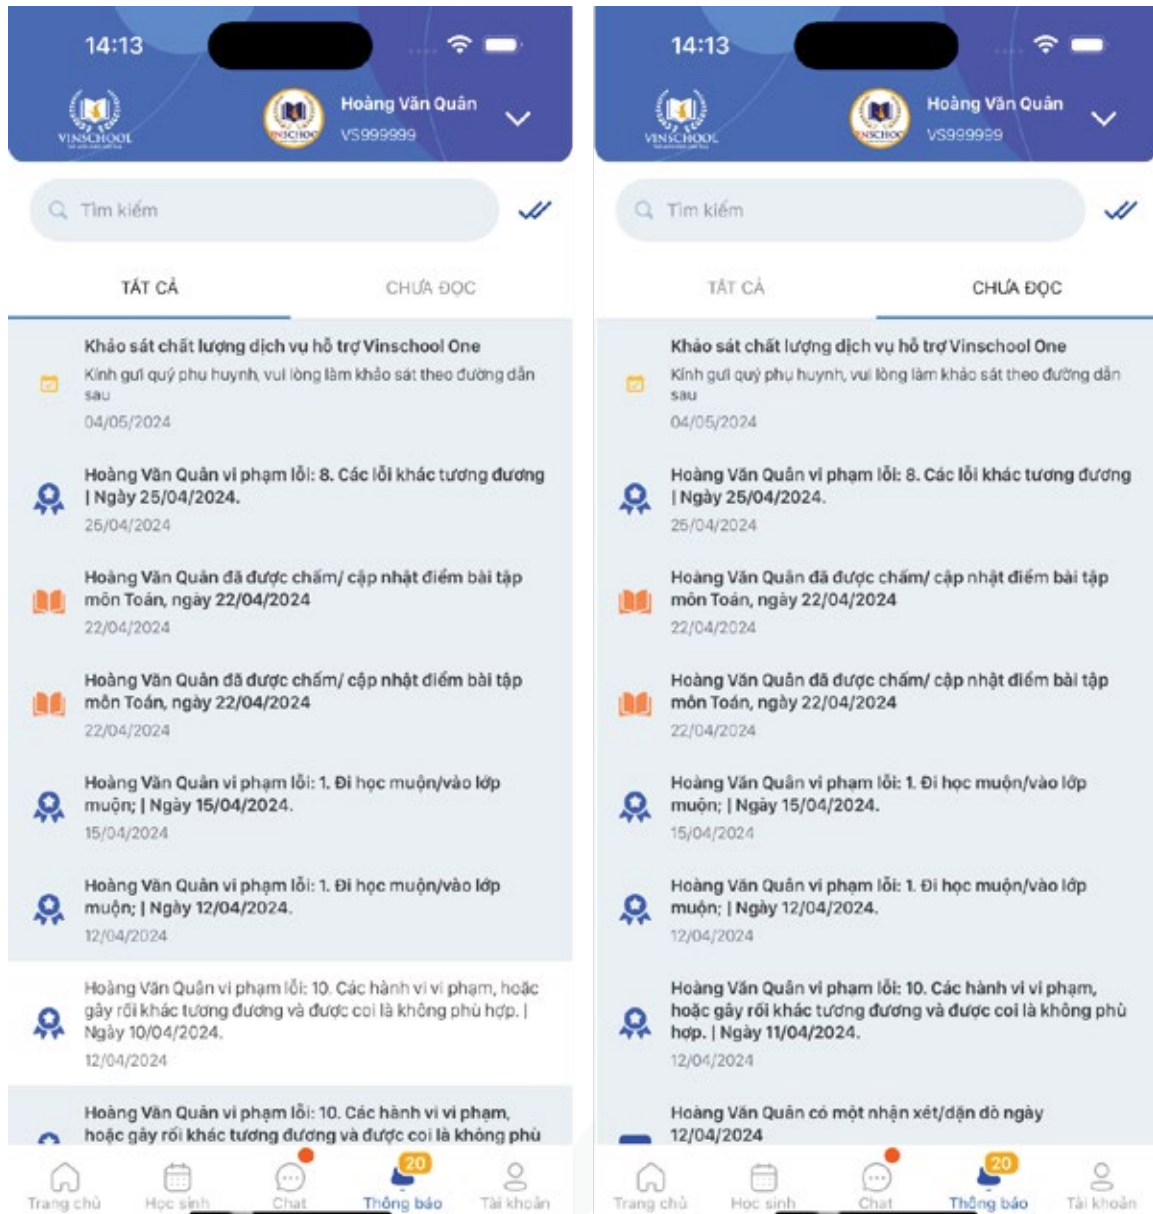 14:13
VINSCHOOL
Hoàng Văn Quân
VS999999
Tìm kiếm
TẤT CẢ
CHƯA ĐỌC
Khảo sát chất lượng dịch vụ hỗ trợ Vinschool One
Kính gửi quý phụ huynh, vui lòng làm khảo sát theo đường dẫn
sau
04/05/2024
Hoàng Văn Quân vi phạm lỗi: 8. Các lỗi khác tương đương
| Ngày 25/04/2024.
25/04/2024
Hoàng Văn Quân đã được chấm/ cập nhật điểm bài tập
môn Toán, ngày 22/04/2024
22/04/2024
Hoàng Văn Quân đã được chấm/ cập nhật điểm bài tập
môn Toán, ngày 22/04/2024
22/04/2024
Hoàng Văn Quân vi phạm lỗi: 1. Đi học muộn/vào lớp
muộn; | Ngày 15/04/2024.
15/04/2024
Hoàng Văn Quân vi phạm lỗi: 1. Đi học muộn/vào lớp
muộn; | Ngày 12/04/2024.
12/04/2024
Hoàng Văn Quân vi phạm lỗi: 10. Các hành vi vi phạm, hoặc
gây rối khác tương đương và được coi là không phù hợp. |
Ngày 10/04/2024.
12/04/2024
Hoàng Văn Quân vi phạm lỗi: 10. Các hành vi vi phạm,
hoặc gây rối khác tương đương và được coi là không phù
Trang chủ
Học sinh
Chat
20
Thông báo
Tài khoản
14:13
VINSCHOOL
Hoàng Văn Quân
VS999999
Tìm kiếm
TẤT CẢ
CHƯA ĐỌC
Khảo sát chất lượng dịch vụ hỗ trợ Vinschool One
Kính gửi quý phụ huynh, vui lòng làm khảo sát theo đường dẫn
sau
04/05/2024
Hoàng Văn Quân vi phạm lỗi: 8. Các lỗi khác tương đương
| Ngày 25/04/2024.
25/04/2024
Hoàng Văn Quân đã được chấm/ cập nhật điểm bài tập
môn Toán, ngày 22/04/2024
22/04/2024
Hoàng Văn Quân đã được chấm/ cập nhật điểm bài tập
môn Toán, ngày 22/04/2024
22/04/2024
Hoàng Văn Quân vi phạm lỗi: 1. Đi học muộn/vào lớp
muộn; | Ngày 15/04/2024.
15/04/2024
Hoàng Văn Quân vi phạm lỗi: 1. Đi học muộn/vào lớp
muộn; | Ngày 12/04/2024.
12/04/2024
Hoàng Văn Quân vi phạm lỗi: 10. Các hành vi vi phạm,
hoặc gây rối khác tương đương và được coi là không phù
hợp. | Ngày 11/04/2024.
12/04/2024
Hoàng Văn Quân có một nhận xét/dặn dò ngày
12/04/2024
Trang chủ
Học sinh
Chat
20
Thông báo
Tài khoản